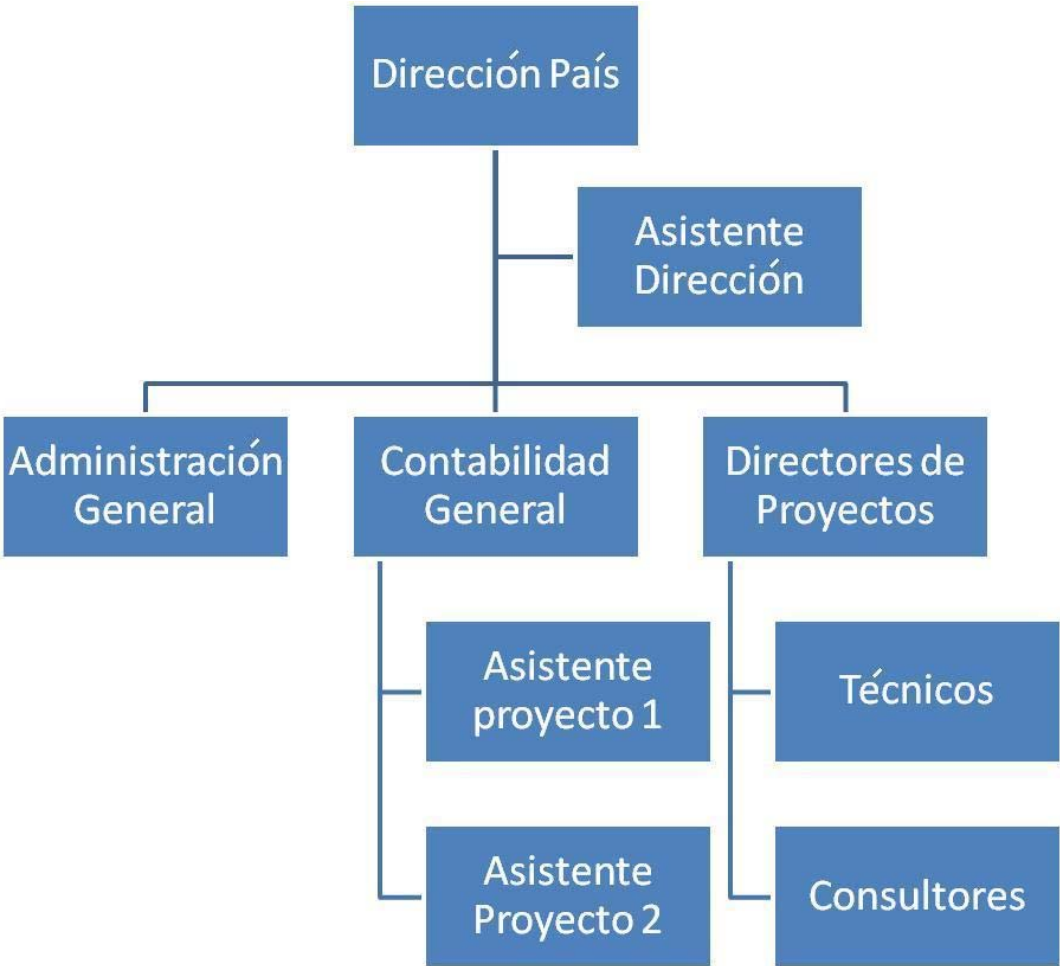 Dirección País
Asistente
Dirección
Administración
General
Contabilidad
General
Directores de
Proyectos
Asistente
proyecto 1
Técnicos
Asistente
Proyecto 2
Consultores